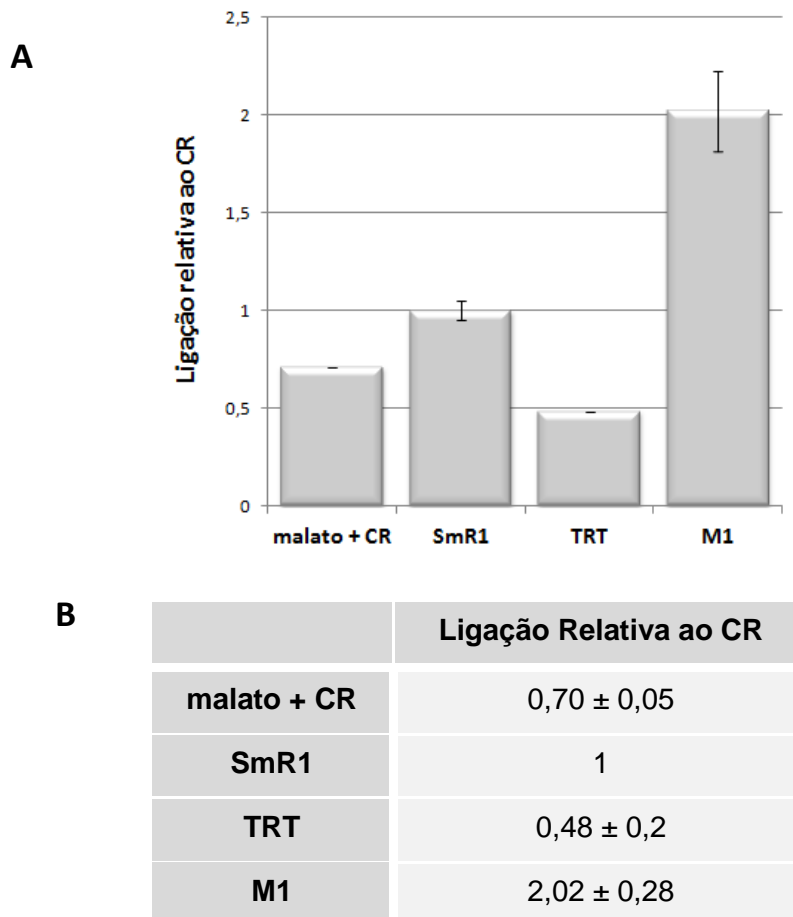 A
Ligação relativa ao CR
2,5
2
1,5
1
0,5
0
malato + CR SmR1 TRT M1
B
Ligação Relativa ao CR
malato + CR 0,70 ± 0,05
SmR1 1
TRT 0,48 ± 0,2
M1 2,02 ± 0,28